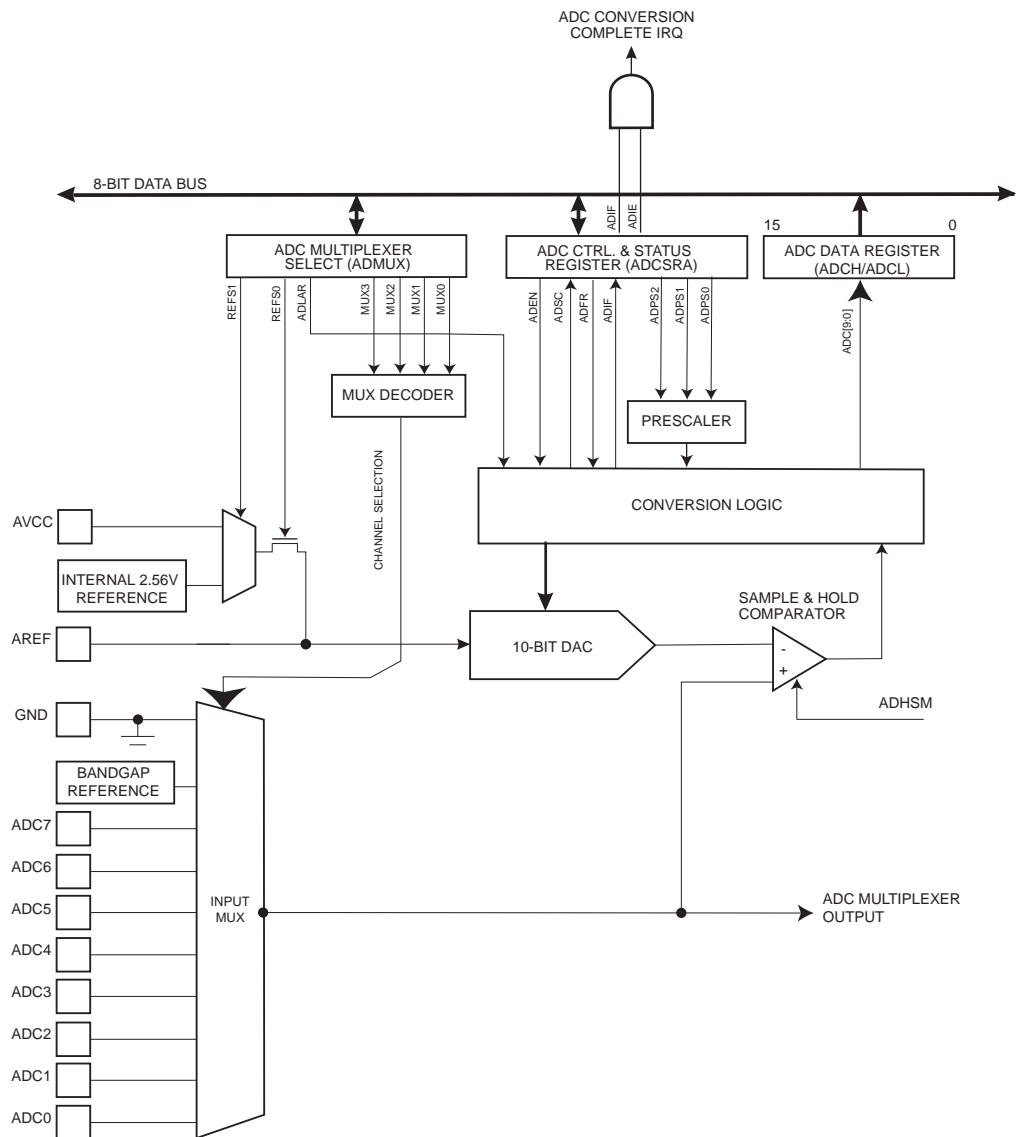 ADC CONVERSION
COMPLETE IRQ
8-BIT DATA BUS
ADIF
ADIE
15
0
ADC MULTIPLEXER
SELECT (ADMUX)
ADC CTRL. & STATUS
REGISTER (ADCSRA)
ADC DATA REGISTER
(ADCH/ADCL)
REFS1
REFS0
ADLAR
MUX3
MUX2
MUX1
MUX0
ADEN
ADSC
ADFR
ADIF
ADPS2
ADPS1
ADPS0
ADC[9:0]
MUX DECODER
PRESCALER
CHANNEL SELECTION
CONVERSION LOGIC
AVCC
INTERNAL 2.56V
REFERENCE
SAMPLE & HOLD
COMPARATOR
AREF
10-BIT DAC
-
+
GND
ADHSM
BANDGAP
REFERENCE
ADC7
ADC6
ADC5
INPUT
MUX
ADC MULTIPLEXER
OUTPUT
ADC4
ADC3
ADC2
ADC1
ADC0